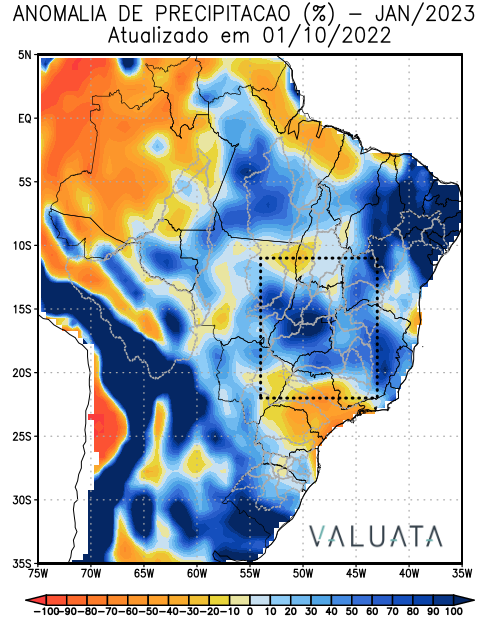 ANOMALIA DE PRECIPITACAO (%) – JAN/2023
Atualizado em 01/10/2022
5N
EQ
5S
10S
15S
20S
25S
30S
35S
VALUATA
75W 70W 65W 60W 55W 50W 45W 40W 35W
-100 -90 -80 -70 -60 -50 -40 -30 -20 -10 0 10 20 30 40 50 60 70 80 90 100